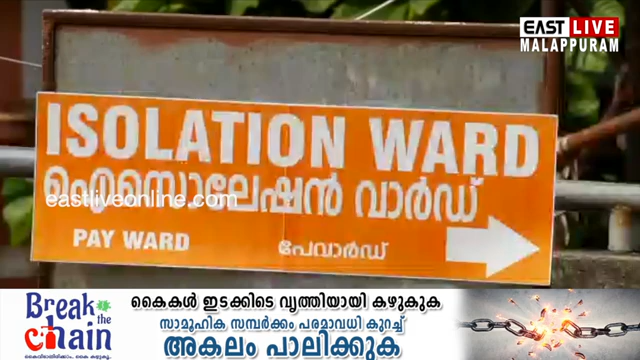 EAST LIVE
MALAPPURAM
ISOLATION WARD
ഐസൊലേഷൻ വാർഡ്
eastliveonline.com
PAY WARD പേവാർഡ്
Break the chain
കൈകൾ ഇടക്കിടെ വൃത്തിയായി കഴുകുക
സാമൂഹിക സമ്പർക്കം പരമാവധി കുറച്ച്
അകലം പാലിക്കുക